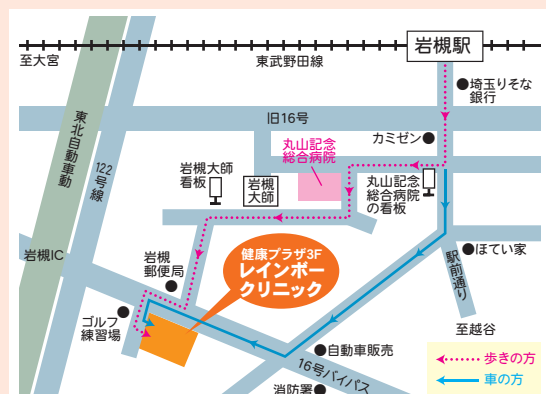 岩槻駅
至大宮
東武野田線
埼玉りそな
銀行
旧16号
カミゼン
東北自動車動
122号線
丸山記念
総合病院
岩槻大師
看板
岩槻
大師
丸山記念
総合病院
の看板
岩槻IC
岩槻
郵便局
健康プラザ3F
レインボー
クリニック
ほてい家
駅前通り
ゴルフ
練習場
至越谷
自動車販売
16号バイパス
消防署
歩きの方
車の方